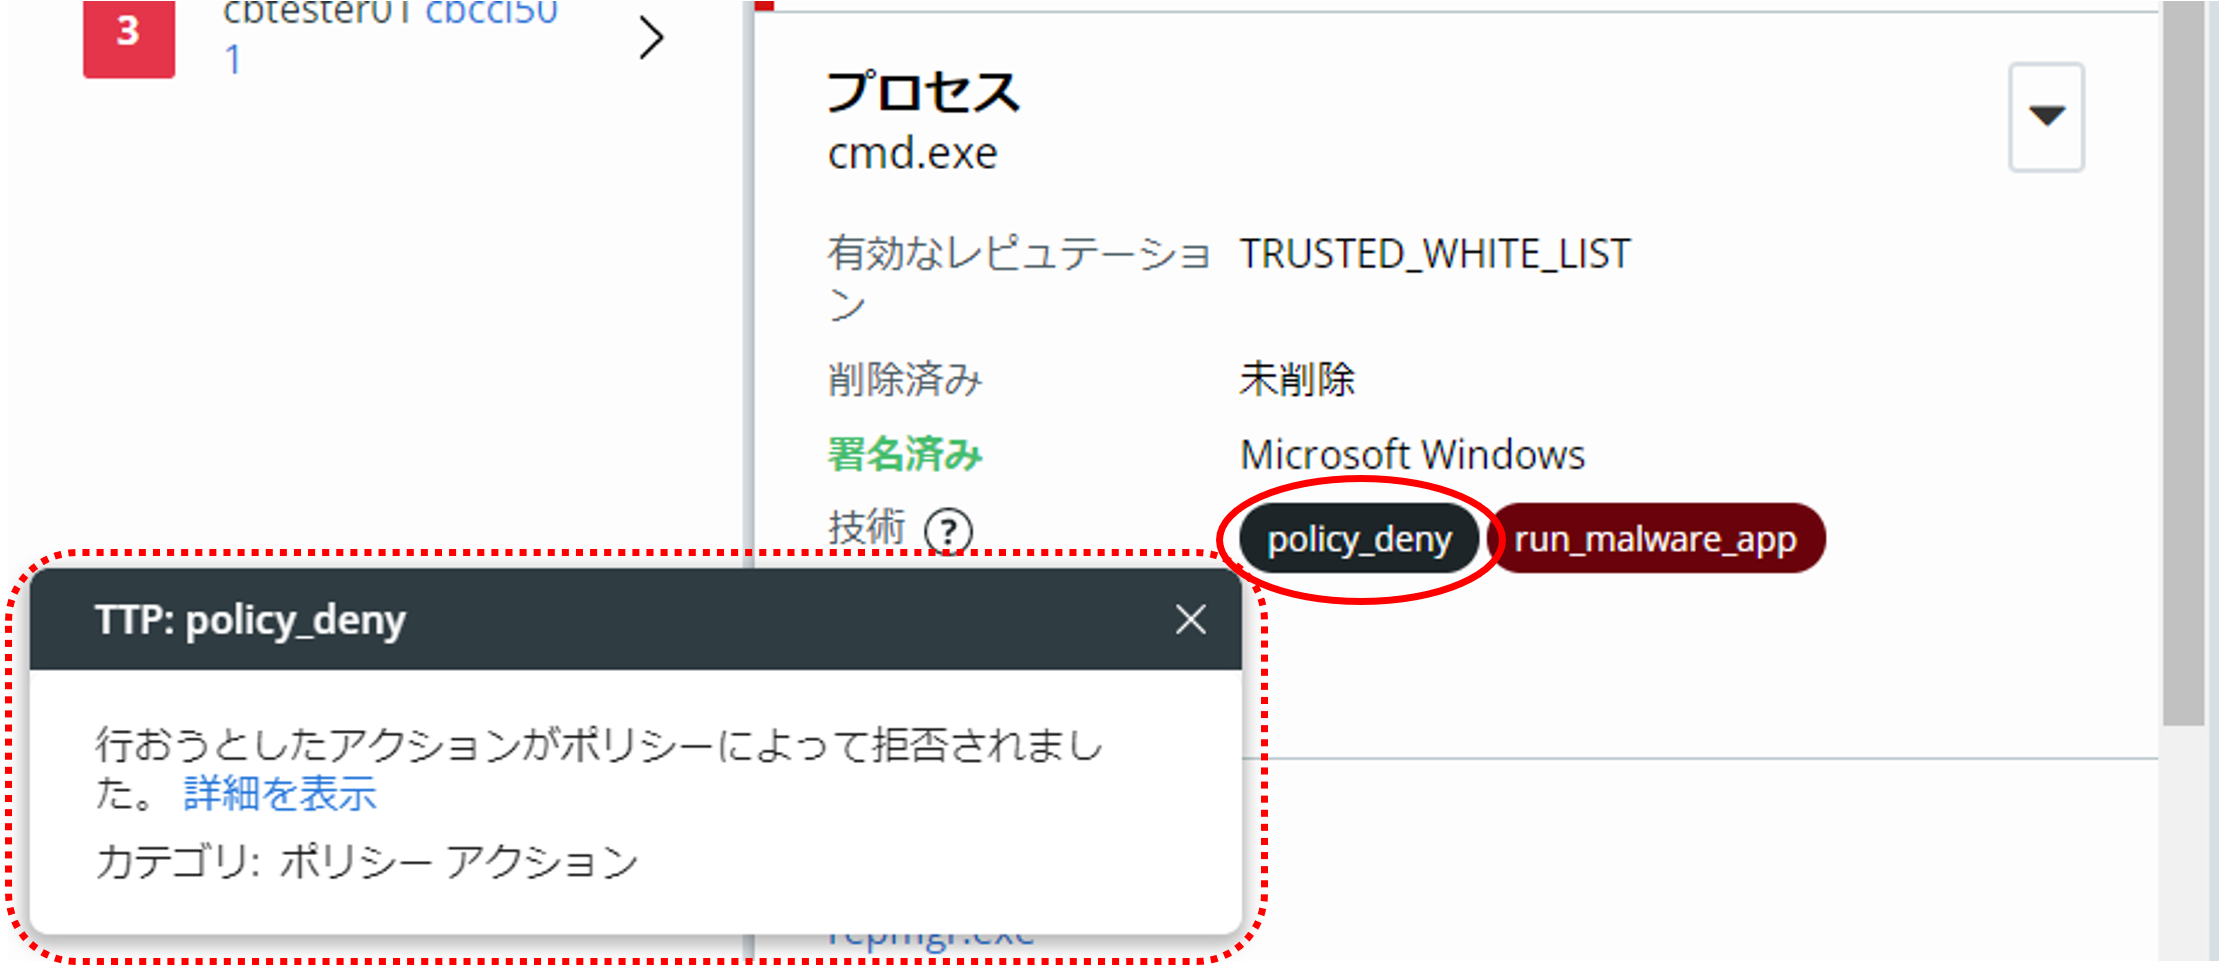 3
cbtester01 cbccl50
1
プロセス
cmd.exe
有効なレピュテーショ TRUSTED_WHITE_LIST
ン
削除済み 未削除
署名済み Microsoft Windows
技術 ? policy_deny run_malware_app
TTP: policy_deny
行おうとしたアクションがポリシーによって拒否されまし
た。 詳細を表示
カテゴリ: ポリシー アクション
repmgr.exe